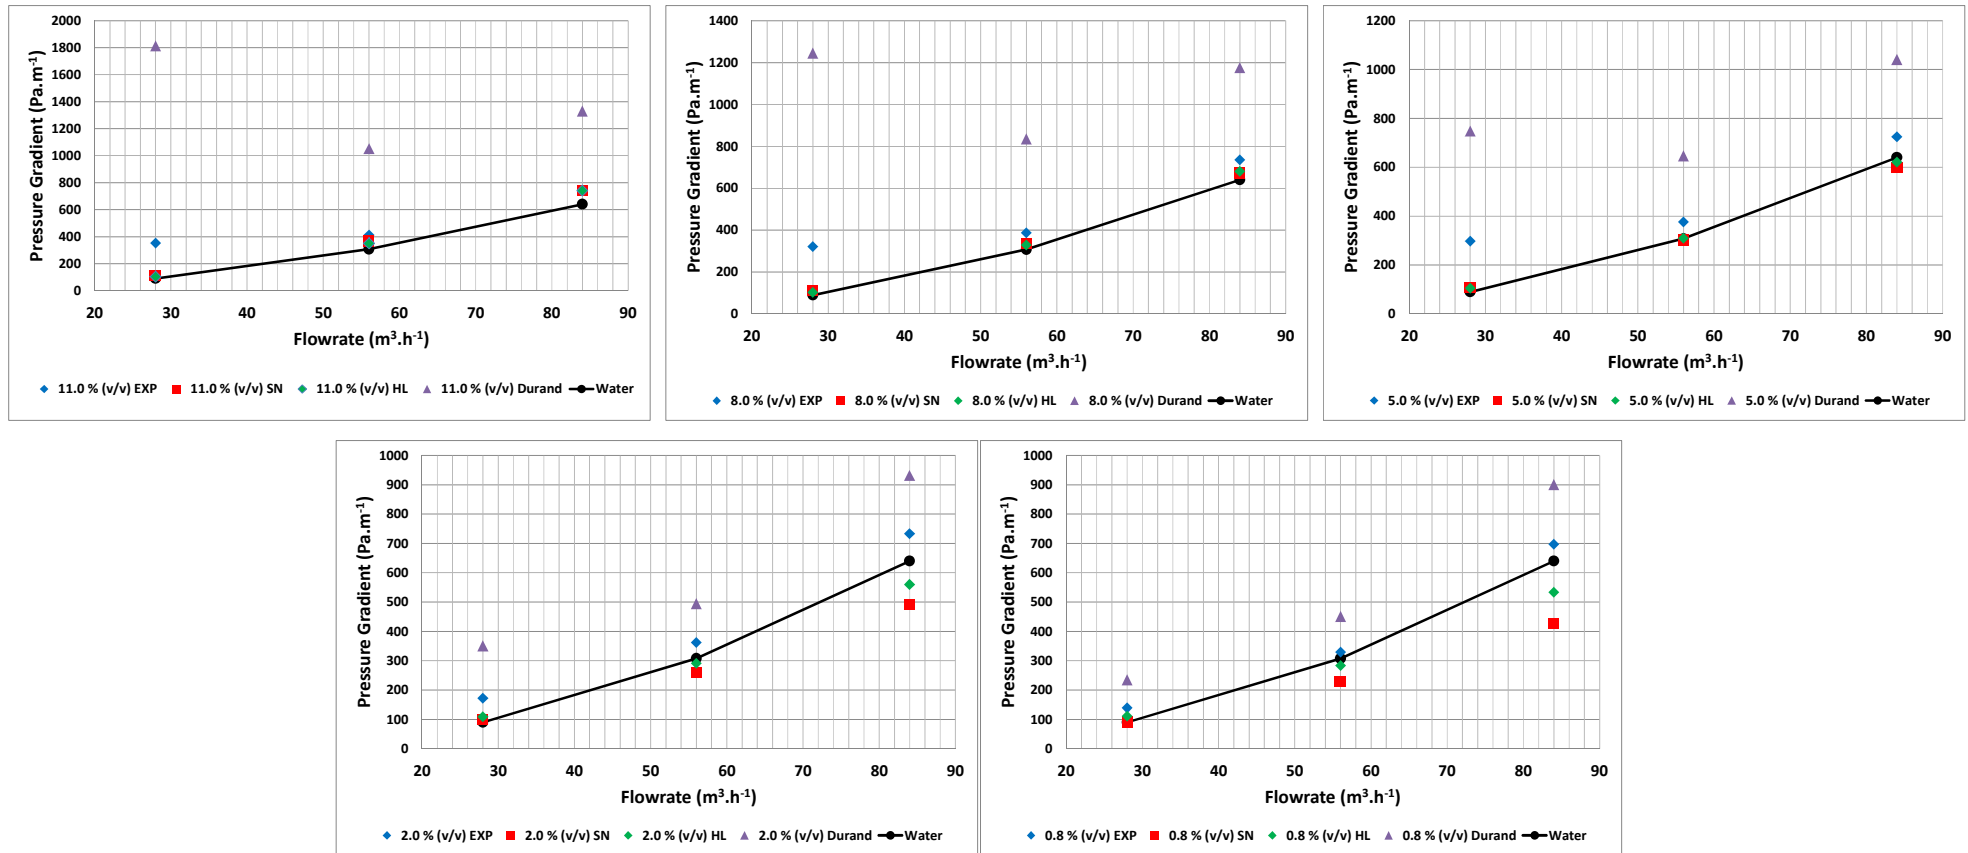 2000
1800
1600
1400
1200
1000
800
600
400
200
0
Pressure Gradient (Pa.m-1)
20 30 40 50 60 70 80 90
Flowrate (m3.h-1)
11.0 % (v/v) EXP 11.0 % (v/v) SN 11.0 % (v/v) HL 11.0 % (v/v) Durand Water
1400
1200
1000
800
600
400
200
0
Pressure Gradient (Pa.m-1)
20 30 40 50 60 70 80 90
Flowrate (m3.h-1)
8.0 % (v/v) EXP 8.0 % (v/v) SN 8.0 % (v/v) HL 8.0 % (v/v) Durand Water
1200
1000
800
600
400
200
0
Pressure Gradient (Pa.m-1)
20 30 40 50 60 70 80 90
Flowrate (m3.h-1)
5.0 % (v/v) EXP 5.0 % (v/v) SN 5.0 % (v/v) HL 5.0 % (v/v) Durand Water
1000
900
800
700
600
500
400
300
200
100
0
Pressure Gradient (Pa.m-1)
20 30 40 50 60 70 80 90
Flowrate (m3.h-1)
2.0 % (v/v) EXP 2.0 % (v/v) SN 2.0 % (v/v) HL 2.0 % (v/v) Durand Water
1000
900
800
700
600
500
400
300
200
100
0
Pressure Gradient (Pa.m-1)
20 30 40 50 60 70 80 90
Flowrate (m3.h-1)
0.8 % (v/v) EXP 0.8 % (v/v) SN 0.8 % (v/v) HL 0.8 % (v/v) Durand Water